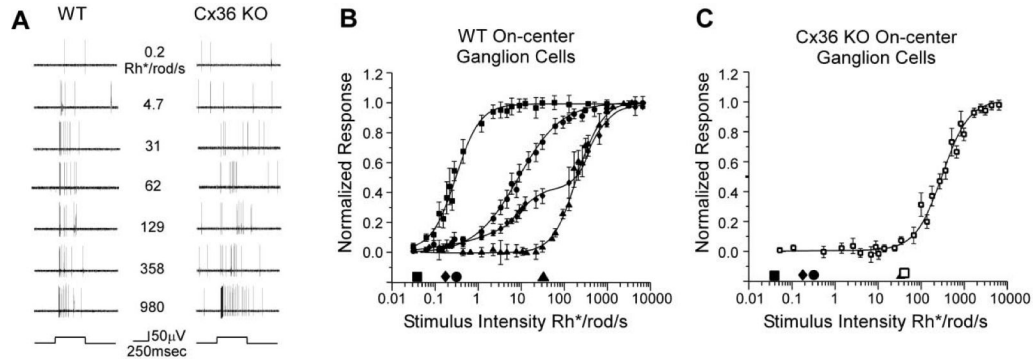 A
WT
Cx36 KO
0.2
Rh*/rod/s
4.7
31
62
129
358
980
50μV
250msec
B
WT On-center
Ganglion Cells
Normalized Response
1.2
1.0
0.8
0.6
0.4
0.2
0.0
0.01 0.1 1 10 100 1000 10000
Stimulus Intensity Rh*/rod/s
C
Cx36 KO On-center
Ganglion Cells
Normalized Response
1.2
1.0
0.8
0.6
0.4
0.2
0.0
0.01 0.1 1 10 100 1000 10000
Stimulus Intensity Rh*/rod/s